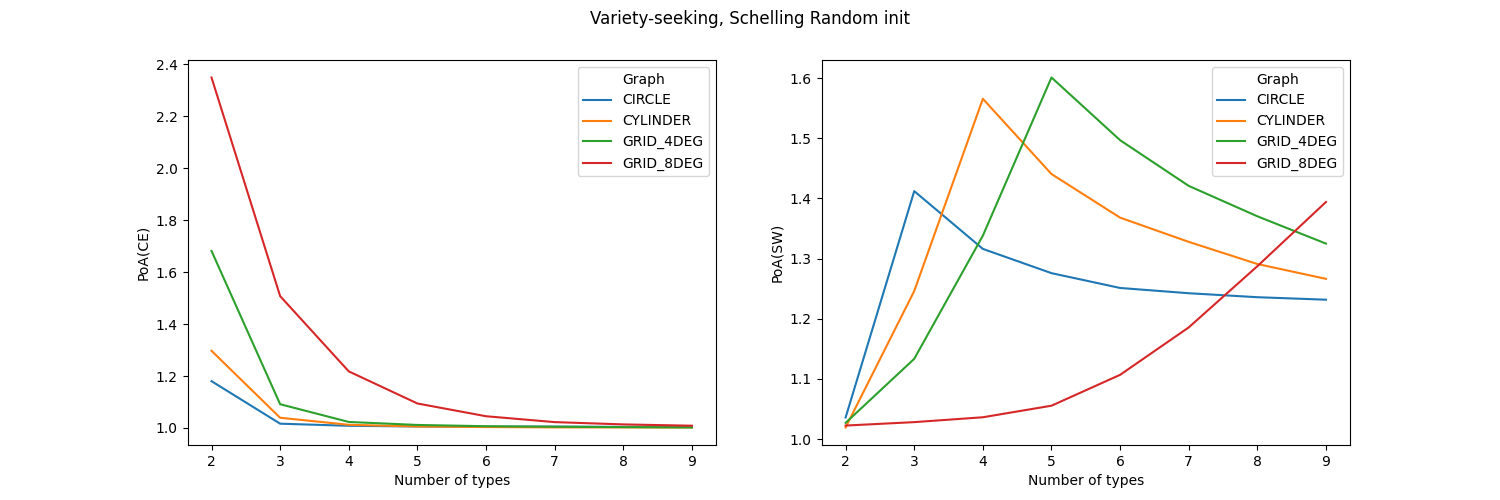 Variety-seeking, Schelling Random init
PoA(CE)
2.4
2.2
2.0
1.8
1.6
1.4
1.2
1.0
2 3 4 5 6 7 8 9
Number of types
Graph
CIRCLE
CYLINDER
GRID_4DEG
GRID_8DEG
PoA(SW)
1.6
1.5
1.4
1.3
1.2
1.1
1.0
2 3 4 5 6 7 8 9
Number of types
Graph
CIRCLE
CYLINDER
GRID_4DEG
GRID_8DEG